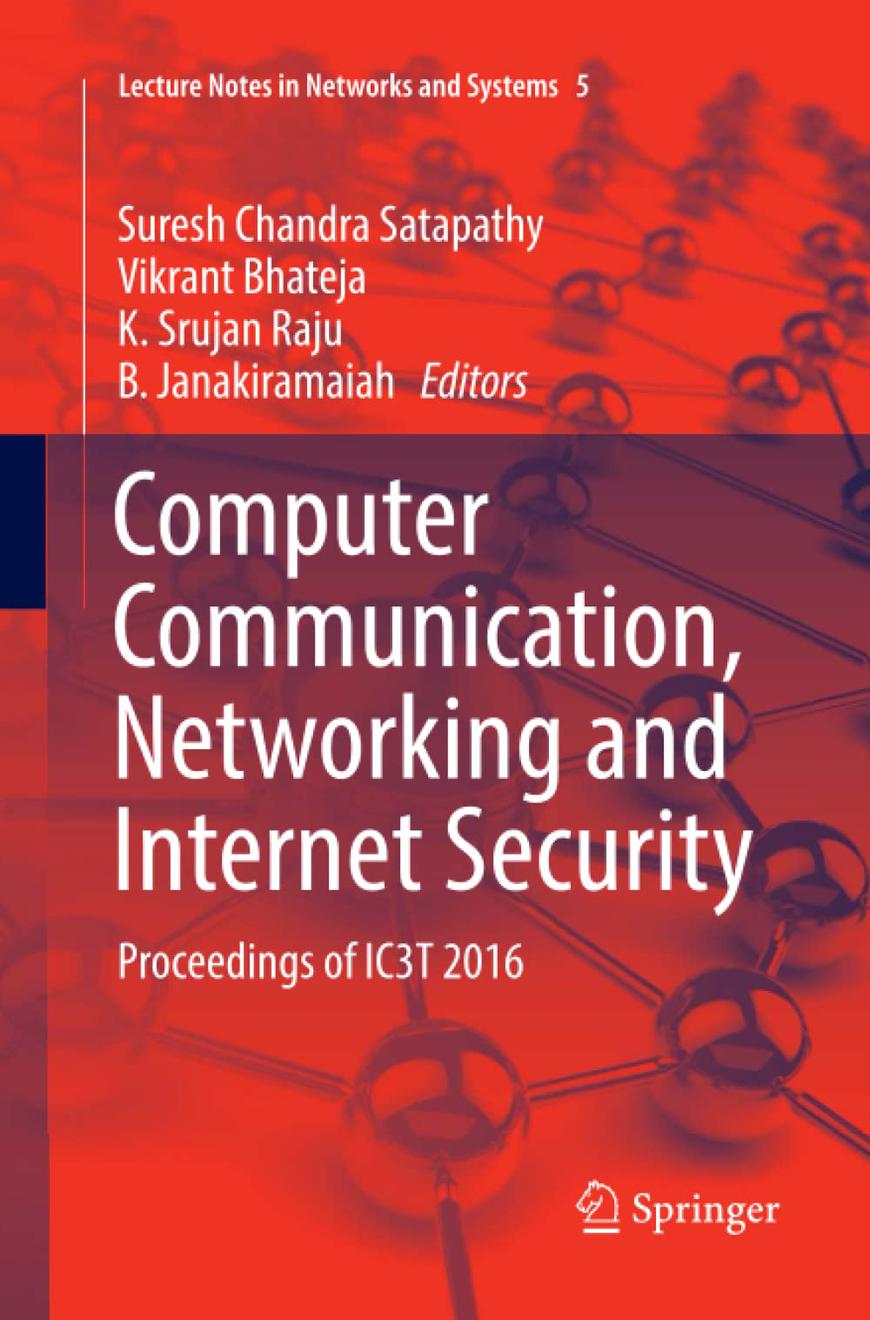 Lecture Notes in Networks and Systems 5
Suresh Chandra Satapathy
Vikrant Bhateja
K. Srujan Raju
B. Janakiramaiah Editors
Computer
Communication,
Networking and
Internet Security
Proceedings of IC3T 2016
Springer